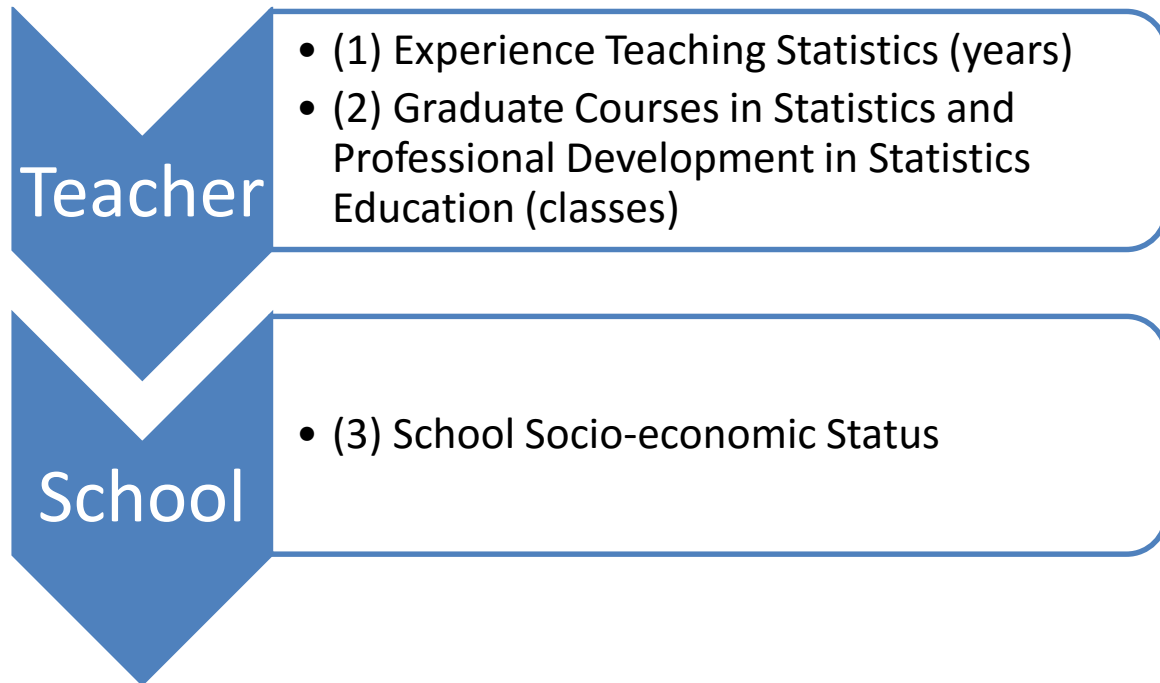 Teacher
• (1) Experience Teaching Statistics (years)
• (2) Graduate Courses in Statistics and
Professional Development in Statistics
Education (classes)
School
• (3) School Socio-economic Status